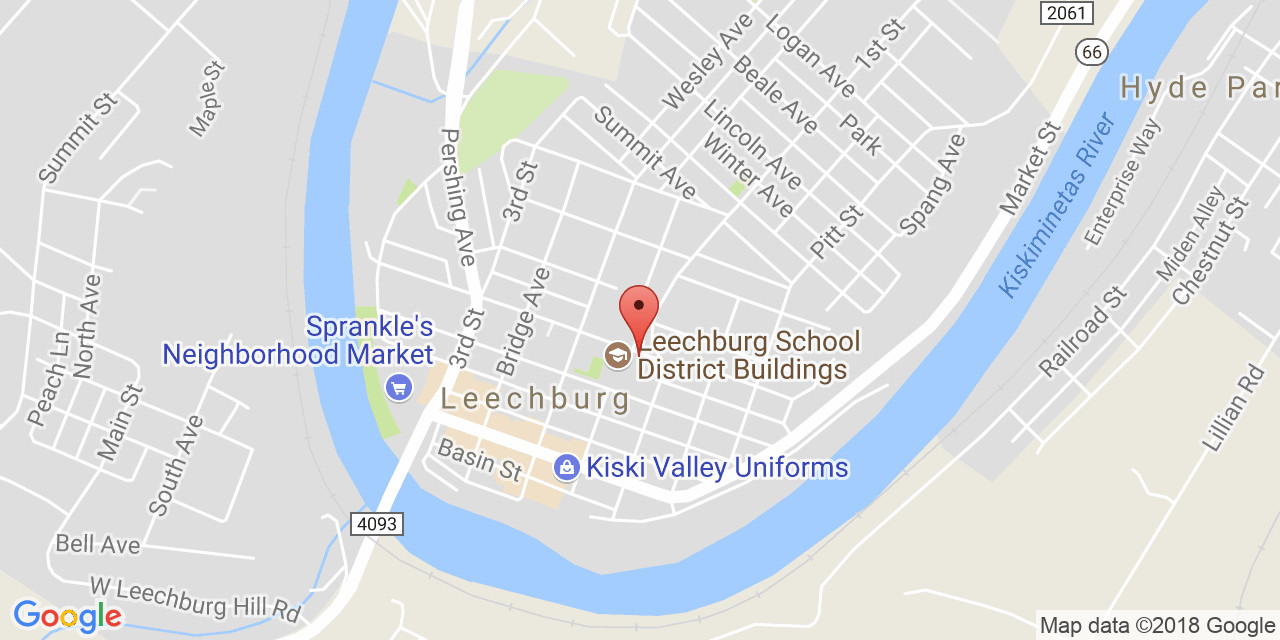 2061
66
Hyde Par
Logan Ave
1st St
Wesley Ave
Beale Ave
Maple St
Summit St
Lincoln Ave
Park
Summit Ave
Winter Ave
Pershing Ave
3rd St
Spang Ave
Market St
Kiskiminetas River
Enterprise Way
Miden Alley
Chestnut St
Pitt St
North Ave
Peach Ln
Bridge Ave
3rd St
Railroad St
Sprankle's
Neighborhood Market
Leechburg School
District Buildings
Leechburg
Main St
South Ave
Lillian Rd
Basin St
Kiski Valley Uniforms
4093
Bell Ave
W Leechburg Hill Rd
Google
Map data ©2018 Google